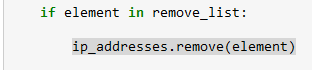 if element in remove_list:
ip_addresses.remove(element)